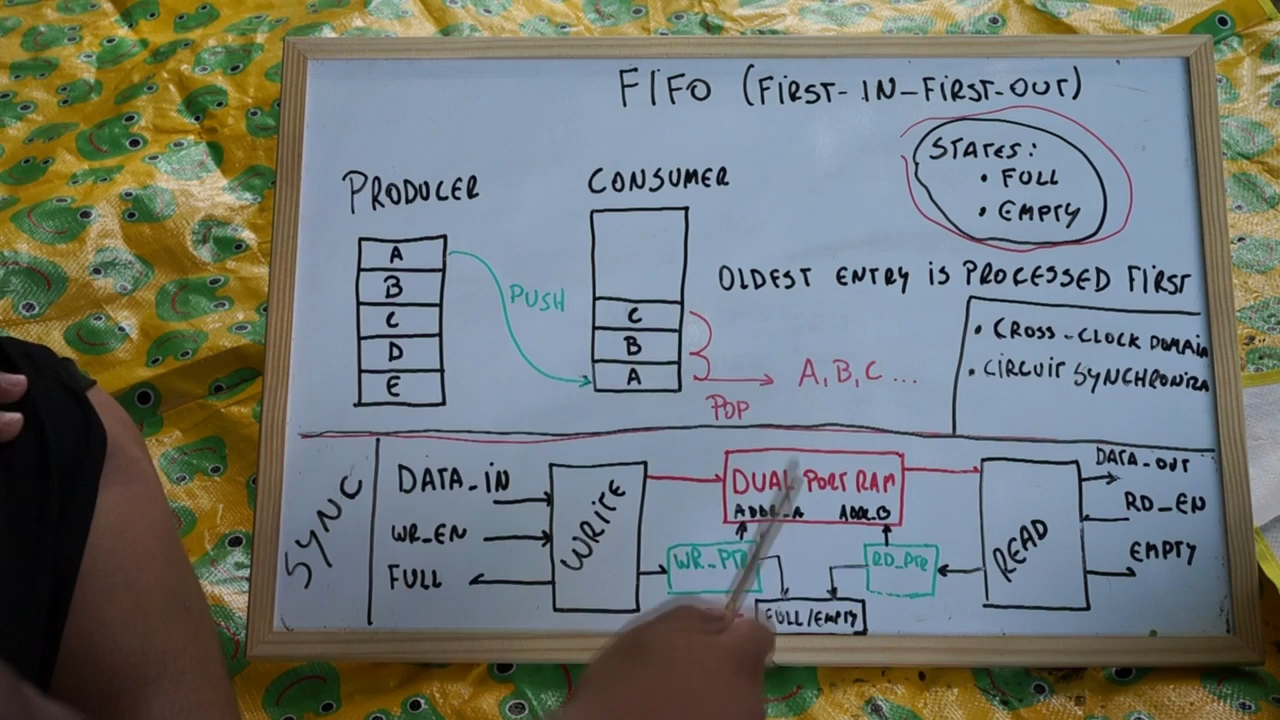 FIFO (FIRST-IN-FIRST-OUT)
STATES:
• FULL
• EMPTY
PRODUCER
CONSUMER
A
B
C
D
E
PUSH
C
B
A
POP
A, B, C ...
OLDEST ENTRY IS PROCESSED FIRST
• CROSS-CLOCK DOMAIN
• CIRCUIT SYNCHRONIZA
SYNC
DATA_IN
WR_EN
FULL
WRITE
DUAL PORT RAM
ADDR_A ADDR_B
WR_PTR
RD_PTR
FULL/EMPTY
READ
DATA_OUT
RD_EN
EMPTY